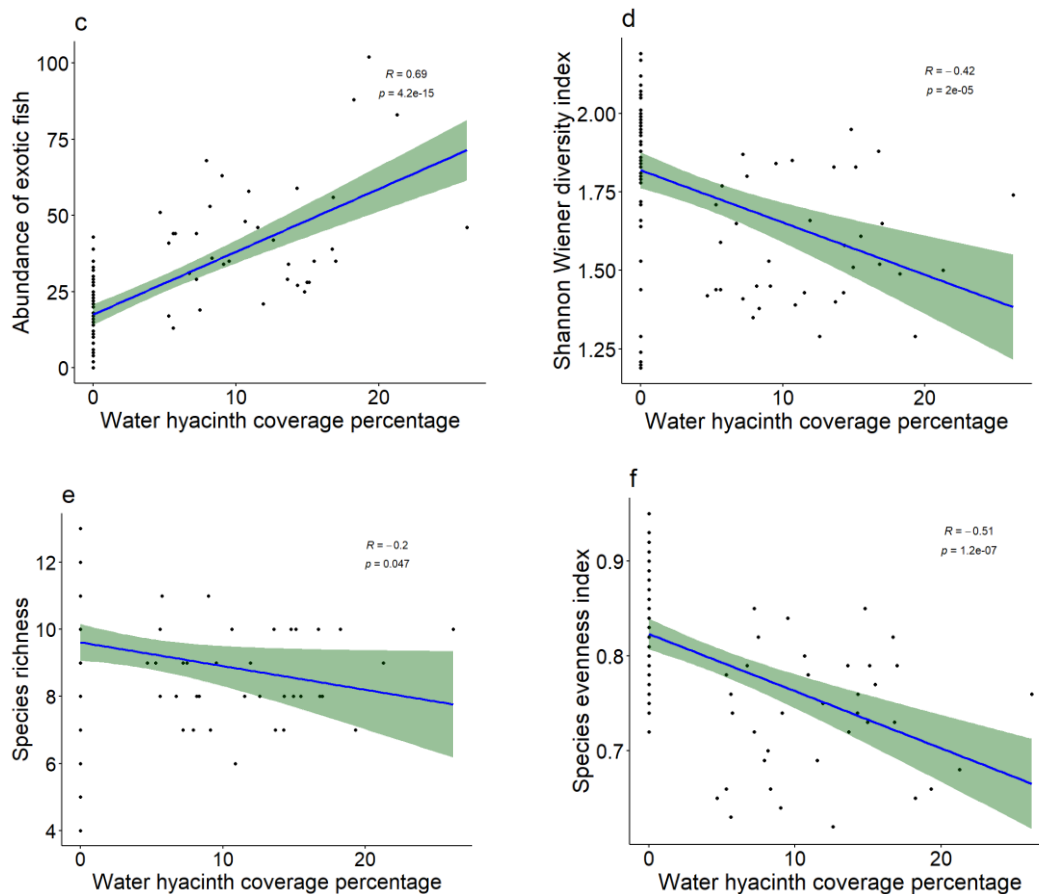 c
Abundance of exotic fish
100
75
50
25
0
R = 0.69
p = 4.2e-15
0 10 20
Water hyacinth coverage percentage
d
Shannon Wiener diversity index
2.00
1.75
1.50
1.25
R = −0.42
p = 2e-05
0 10 20
Water hyacinth coverage percentage
e
Species richness
12
10
8
6
4
R = −0.2
p = 0.047
0 10 20
Water hyacinth coverage percentage
f
Species evenness index
0.9
0.8
0.7
R = −0.51
p = 1.2e-07
0 10 20
Water hyacinth coverage percentage